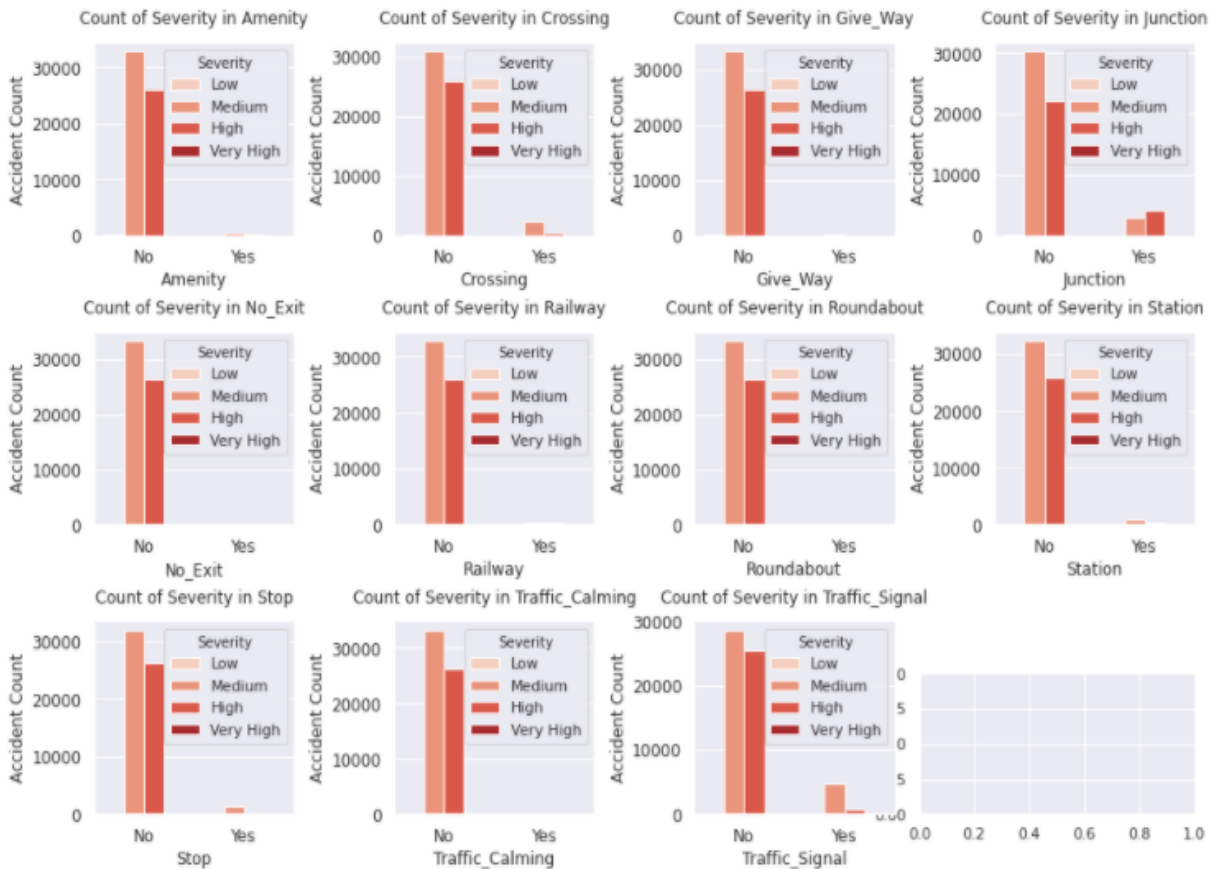 Count of Severity in Amenity
Accident Count
30000
20000
10000
0
Severity
Low
Medium
High
Very High
No Yes
Amenity
Count of Severity in Crossing
Accident Count
30000
20000
10000
0
Severity
Low
Medium
High
Very High
No Yes
Crossing
Count of Severity in Give_Way
Accident Count
30000
20000
10000
0
Severity
Low
Medium
High
Very High
No Yes
Give_Way
Count of Severity in Junction
Accident Count
30000
20000
10000
0
Severity
Low
Medium
High
Very High
No Yes
Junction
Count of Severity in No_Exit
Accident Count
30000
20000
10000
0
Severity
Low
Medium
High
Very High
No Yes
No_Exit
Count of Severity in Railway
Accident Count
30000
20000
10000
0
Severity
Low
Medium
High
Very High
No Yes
Railway
Count of Severity in Roundabout
Accident Count
30000
20000
10000
0
Severity
Low
Medium
High
Very High
No Yes
Roundabout
Count of Severity in Station
Accident Count
30000
20000
10000
0
Severity
Low
Medium
High
Very High
No Yes
Station
Count of Severity in Stop
Accident Count
30000
20000
10000
0
Severity
Low
Medium
High
Very High
No Yes
Stop
Count of Severity in Traffic_Calming
Accident Count
30000
20000
10000
0
Severity
Low
Medium
High
Very High
No Yes
Traffic_Calming
Count of Severity in Traffic_Signal
Accident Count
30000
20000
10000
0
Severity
Low
Medium
High
Very High
No Yes
Traffic_Signal
0
5
0
5
0
0.0 0.2 0.4 0.6 0.8 1.0